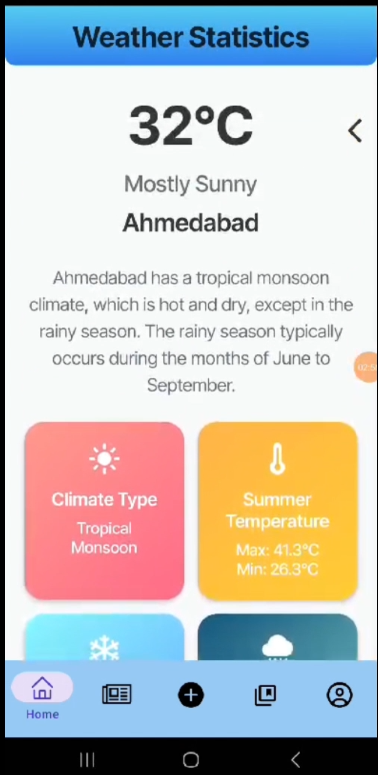 Weather Statistics
32°C
Mostly Sunny
Ahmedabad
Ahmedabad has a tropical monsoon
climate, which is hot and dry, except in the
rainy season. The rainy season typically
occurs during the months of June to
September.
Climate Type
Tropical
Monsoon
Summer
Temperature
Max: 41.3°C
Min: 26.3°C
Home